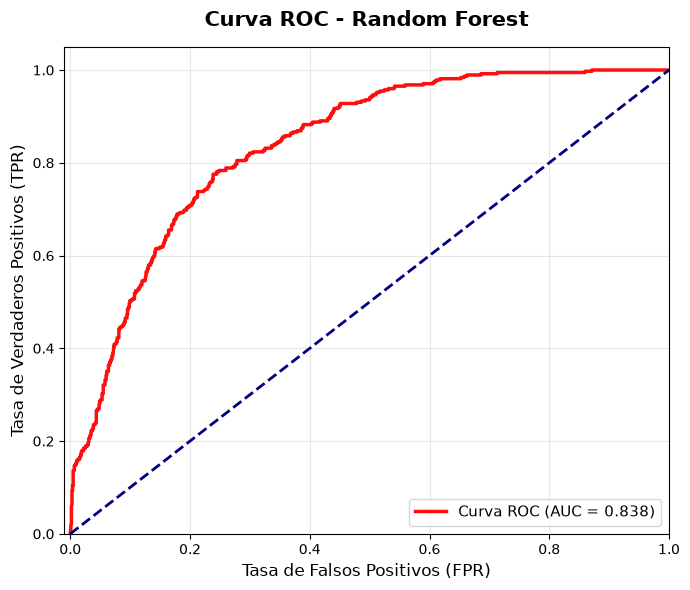 Curva ROC - Random Forest
Tasa de Verdaderos Positivos (TPR)
1.0
0.8
0.6
0.4
0.2
0.0
Curva ROC (AUC = 0.838)
0.0 0.2 0.4 0.6 0.8 1.0
Tasa de Falsos Positivos (FPR)